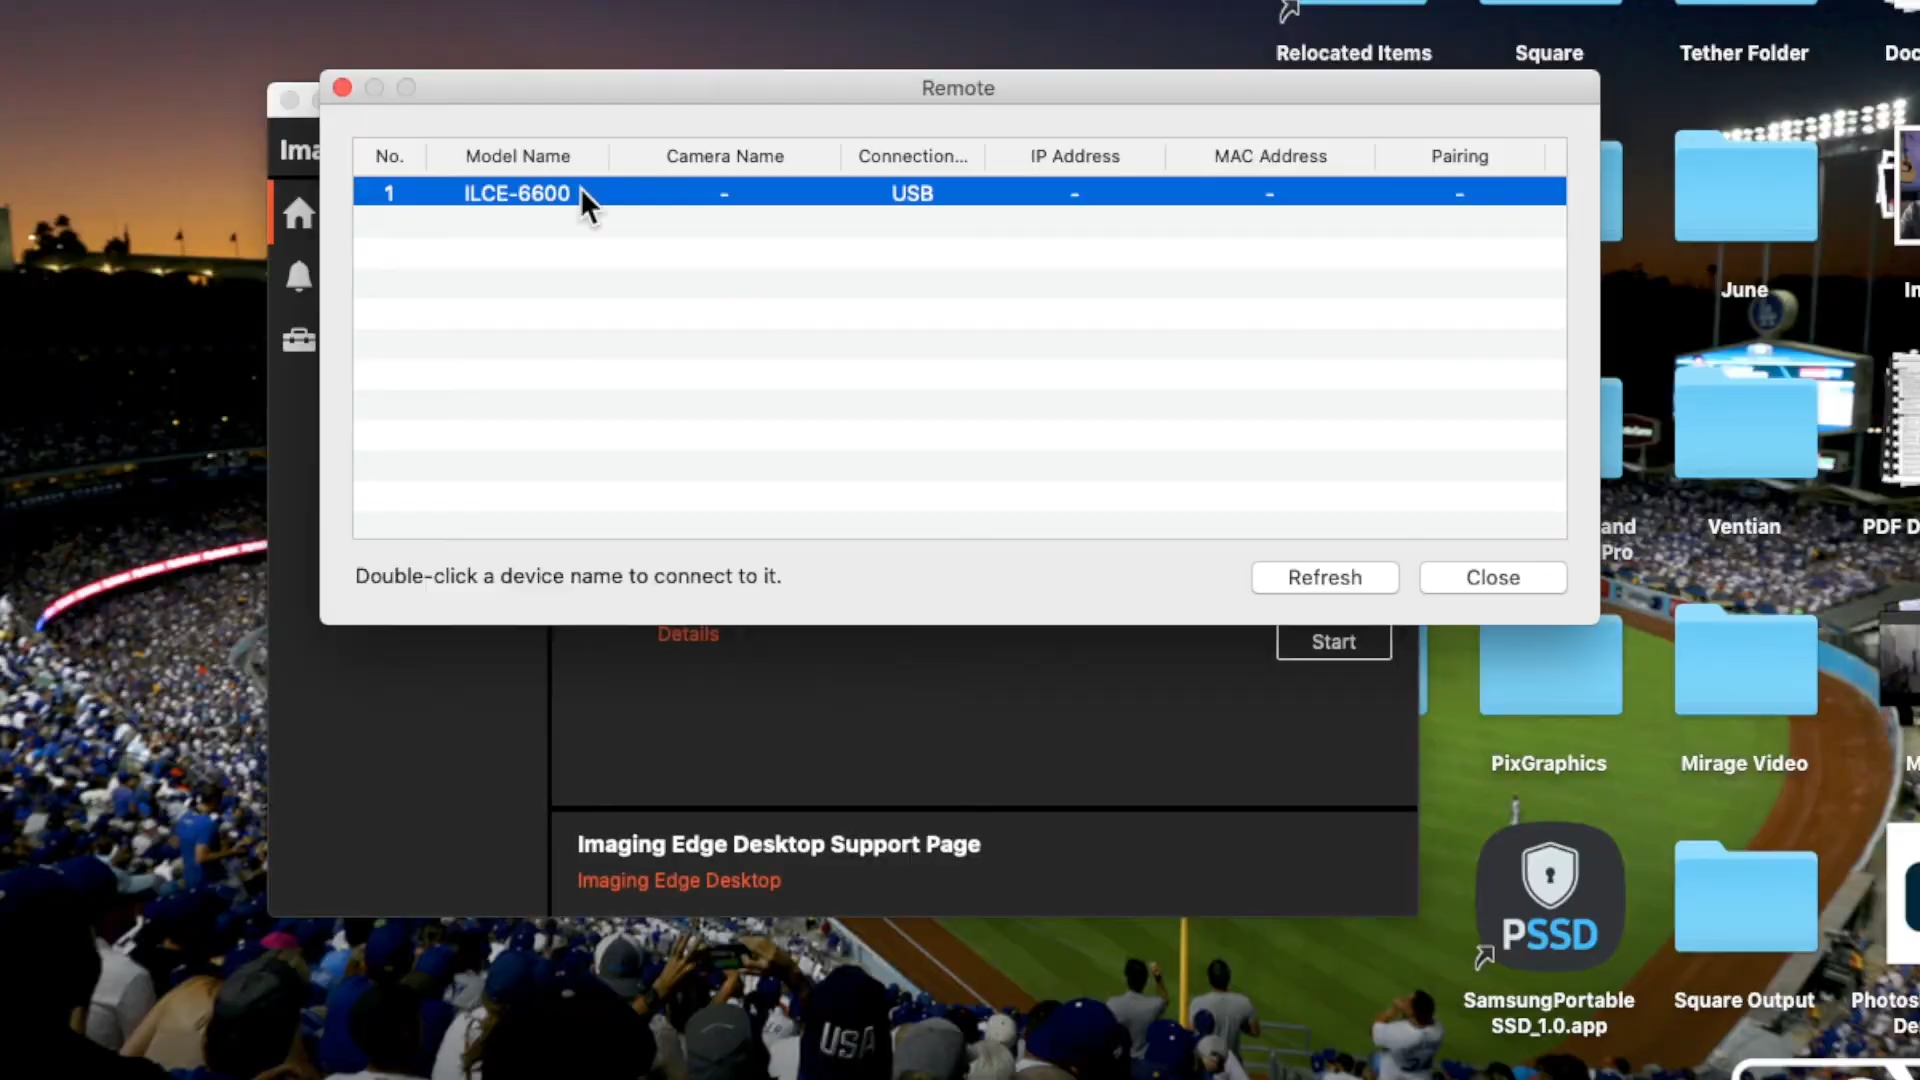 Relocated Items
Square
Tether Folder
Doc
Remote
Ima
No.
Model Name
Camera Name
Connection...
IP Address
MAC Address
Pairing
1
ILCE-6600
-
USB
-
-
-
June
In
and
Pro
Ventian
PDF D
Double-click a device name to connect to it.
Refresh
Close
Details
Start
PixGraphics
Mirage Video
M
Imaging Edge Desktop Support Page
Imaging Edge Desktop
PSSD
SamsungPortable
SSD_1.0.app
Square Output
Photos
De
USA